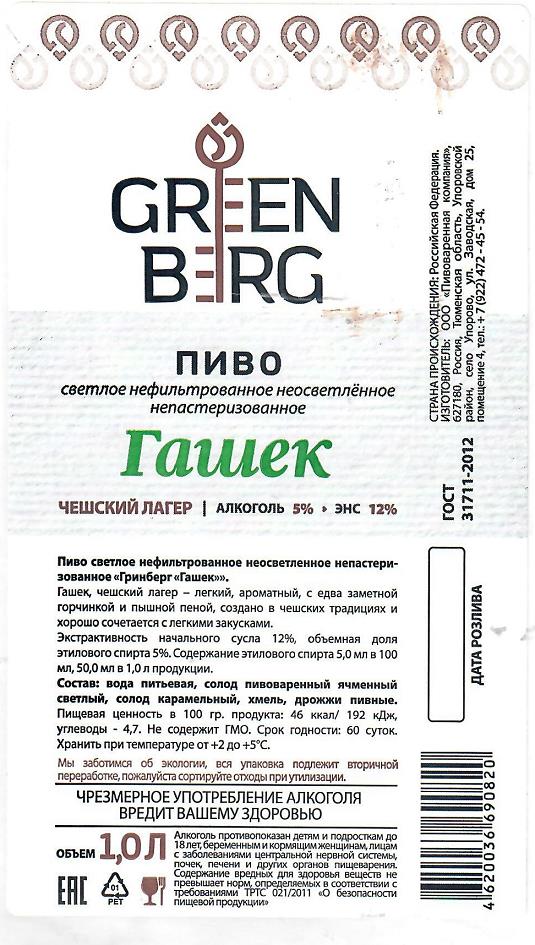 GREEN
BERG
ПИВО
светлое нефильтрованное неосветлённое
непастеризованное
Гашек
ЧЕШСКИЙ ЛАГЕР | АЛКОГОЛЬ 5% ЭНС 12%
Пиво светлое нефильтрованное неосветленное непастери-
зованное «Гринберг «Гашек»».
Гашек, чешский лагер – легкий, ароматный, с едва заметной
горчинкой и пышной пеной, создано в чешских традициях и
хорошо сочетается с легкими закусками.
Экстрактивность начального сусла 12%, объемная доля
этилового спирта 5%. Содержание этилового спирта 5,0 мл в 100
мл, 50,0 мл в 1,0 л продукции.
Состав: вода питьевая, солод пивоваренный ячменный
светлый, солод карамельный, хмель, дрожжи пивные.
Пищевая ценность в 100 гр. продукта: 46 ккал/ 192 кДж,
углеводы - 4,7. Не содержит ГМО. Срок годности: 60 суток.
Хранить при температуре от +2 до +5°С.
Мы заботимся об экологии, вся упаковка подлежит вторичной
переработке, пожалуйста сортируйте отходы при утилизации.
ЧРЕЗМЕРНОЕ УПОТРЕБЛЕНИЕ АЛКОГОЛЯ
ВРЕДИТ ВАШЕМУ ЗДОРОВЬЮ
ОБЪЕМ 1,0 Л
Алкоголь противопоказан детям и подросткам до
18 лет, беременным и кормящим женщинам, лицам
с заболеваниями центральной нервной системы,
почек, печени и других органов пищеварения.
Содержание вредных для здоровья веществ не
превышает норм, определяемых в соответствии с
требованиями ТРТС 021/2011 «О безопасности
пищевой продукции»
ЕАС
01
PET
СТРАНА ПРОИСХОЖДЕНИЯ: Российская Федерация.
ИЗГОТОВИТЕЛЬ: ООО «Пивоваренная компания»,
627180, Россия, Тюменская область, Упоровский
район, село Упорово, ул. Заводская, дом 25,
помещение 4, тел.: + 7 (922) 472 - 45 - 54.
ГОСТ
31711-2012
ДАТА РОЗЛИВА
4620036690820